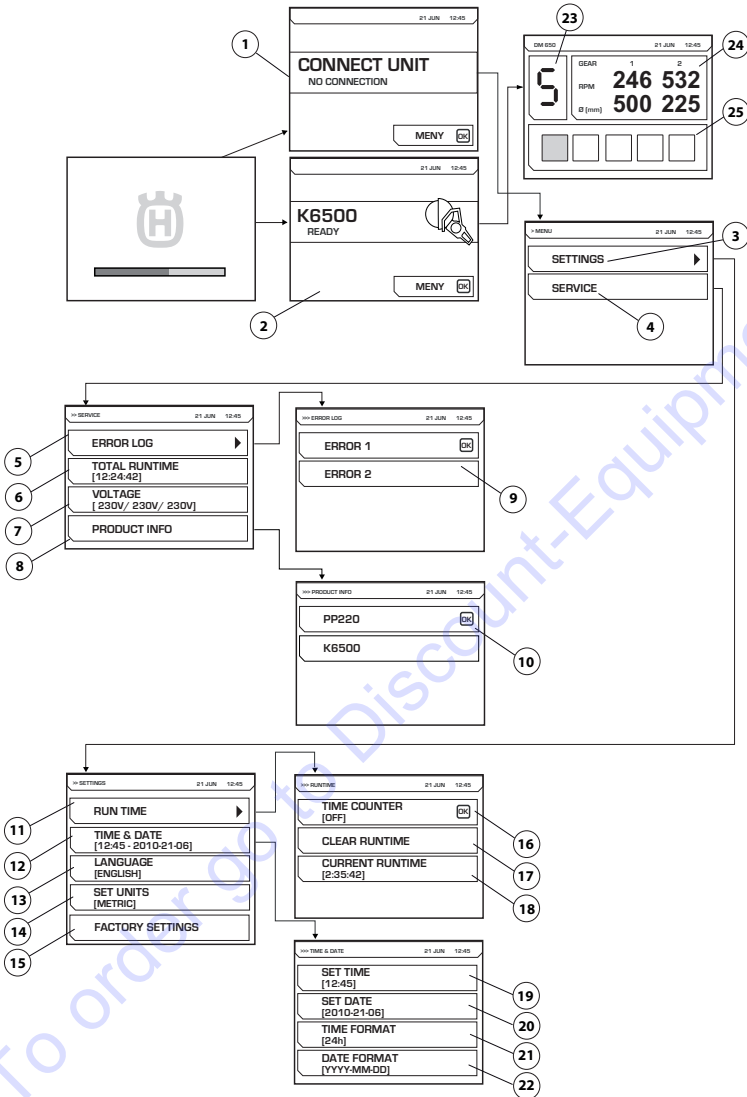 21 JUN 12:45
1
CONNECT UNIT
NO CONNECTION
MENY OK
H
21 JUN 12:45
K6500
READY
MENY OK
2
23
DM 650 21 JUN 12:45
24
5
GEAR 1 2
RPM 246 532
Ø [mm] 500 225
25
> MENU 21 JUN 12:45
3
SETTINGS
SERVICE
4
>> SERVICE 21 JUN 12:45
5
ERROR LOG
6
TOTAL RUNTIME
[12:24:42]
7
VOLTAGE
[ 230V/ 230V/ 230V]
8
PRODUCT INFO
>>> ERROR LOG 21 JUN 12:45
ERROR 1 OK
ERROR 2
9
>>> PRODUCT INFO 21 JUN 12:45
PP220 OK
10
K6500
>> SETTINGS 21 JUN 12:45
11
RUN TIME
12
TIME & DATE
[12:45 - 2010-21-06]
13
LANGUAGE
[ENGLISH]
14
SET UNITS
[METRIC]
15
FACTORY SETTINGS
>>> RUNTIME 21 JUN 12:45
TIME COUNTER OK
[OFF]
16
CLEAR RUNTIME
17
CURRENT RUNTIME
[2:35:42]
18
>>> TIME & DATE 21 JUN 12:45
SET TIME
[12:45]
19
SET DATE
[2010-21-06]
20
TIME FORMAT
[24h]
21
DATE FORMAT
[YYYY-MM-DD]
22
To order go to Discount-Equipme